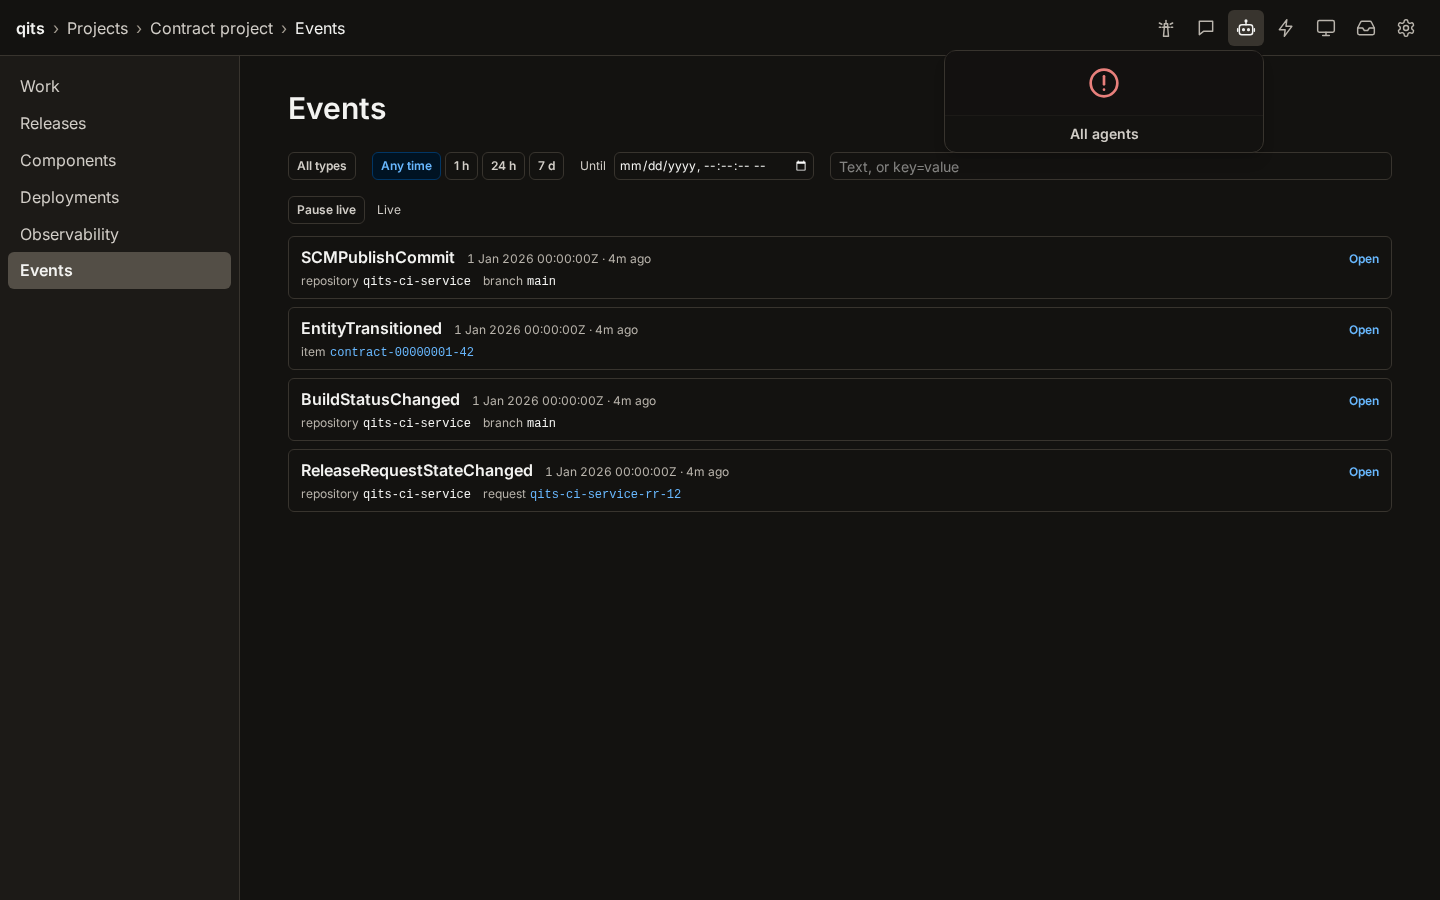 qits › Projects › Contract project › Events
Work
Releases
Components
Deployments
Observability
Events
All agents
Events
All types
Any time
1 h
24 h
7 d
Until
mm/dd/yyyy, --:--:-- --
Text, or key=value
Pause live
Live
SCMPublishCommit 1 Jan 2026 00:00:00Z · 4m ago Open
repository qits-ci-service branch main
EntityTransitioned 1 Jan 2026 00:00:00Z · 4m ago Open
item contract-00000001-42
BuildStatusChanged 1 Jan 2026 00:00:00Z · 4m ago Open
repository qits-ci-service branch main
ReleaseRequestStateChanged 1 Jan 2026 00:00:00Z · 4m ago Open
repository qits-ci-service request qits-ci-service-rr-12